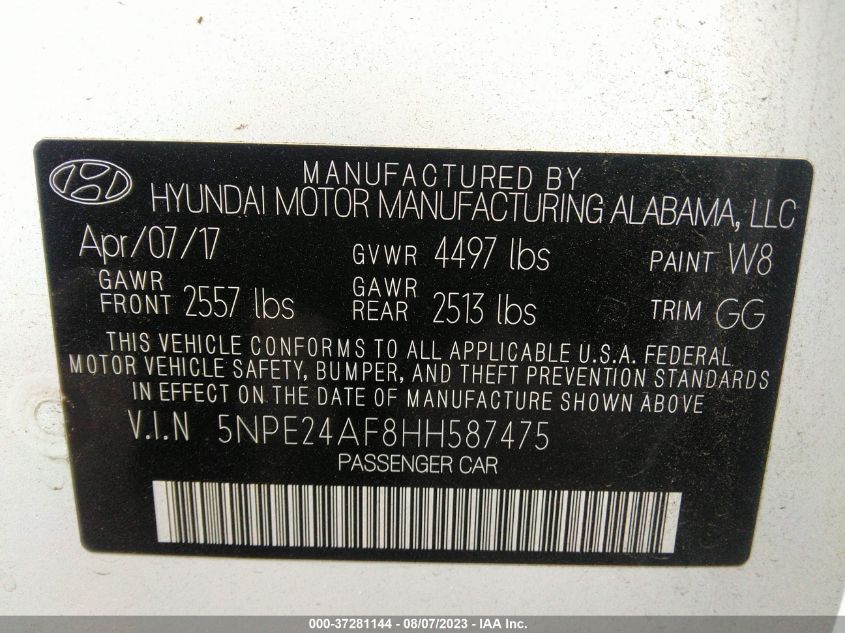 MANUFACTURED BY
HYUNDAI MOTOR MANUFACTURING ALABAMA, LLC
Apr/07/17 GVWR 4497 lbs PAINT W8
GAWR FRONT 2557 lbs GAWR REAR 2513 lbs TRIM GG
THIS VEHICLE CONFORMS TO ALL APPLICABLE U.S.A. FEDERAL
MOTOR VEHICLE SAFETY, BUMPER, AND THEFT PREVENTION STANDARDS
IN EFFECT ON THE DATE OF MANUFACTURE SHOWN ABOVE
V.I.N 5NPE24AF8HH587475
PASSENGER CAR
000-37281144 - 08/07/2023 - IAA Inc.